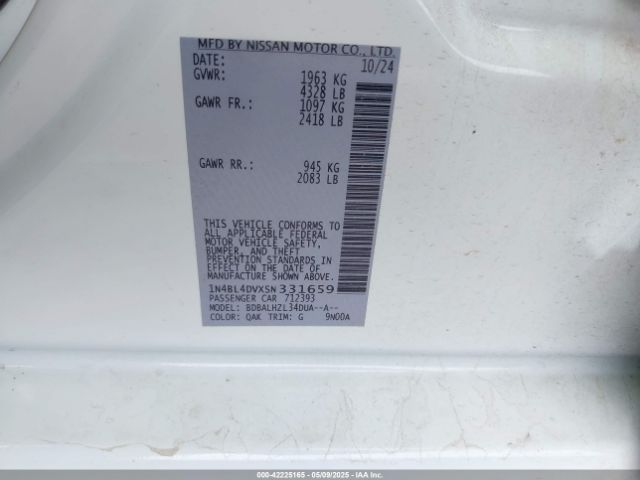 MFD BY NISSAN MOTOR CO., LTD.
DATE: 10/24
GVWR: 1963 KG
4328 LB
GAWR FR.: 1097 KG
2418 LB
GAWR RR.: 945 KG
2083 LB
THIS VEHICLE CONFORMS TO
ALL APPLICABLE FEDERAL
MOTOR VEHICLE SAFETY,
BUMPER, AND THEFT
PREVENTION STANDARDS IN
EFFECT ON THE DATE OF
MANUFACTURE SHOWN ABOVE.
1N4BL4DVXSN331659
PASSENGER CAR 712393
MODEL: BDBALHZL34DUA--A--
COLOR: QAK TRIM: G 9N00A
000-42225165 - 05/09/2025 - IAA Inc.